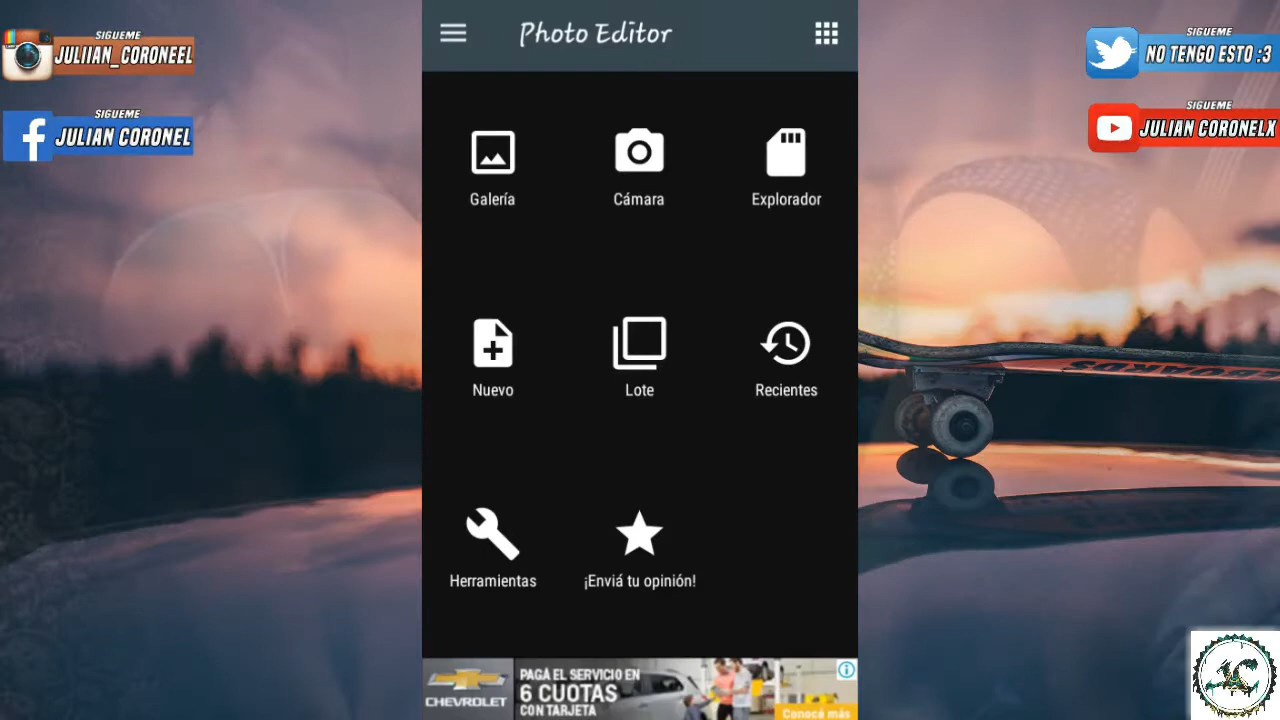 SIGUEME
JULIIAN_CORONEEL
SIGUEME
JULIAN CORONEL
Photo Editor
SIGUEME
NO TENGO ESTO :3
SIGUEME
JULIAN CORONELX
Galería
Cámara
Explorador
Nuevo
Lote
Recientes
Herramientas
¡Enviá tu opinión!
CHEVROLET
PAGÁ EL SERVICIO EN
6 CUOTAS
CON TARJETA
Conocé más